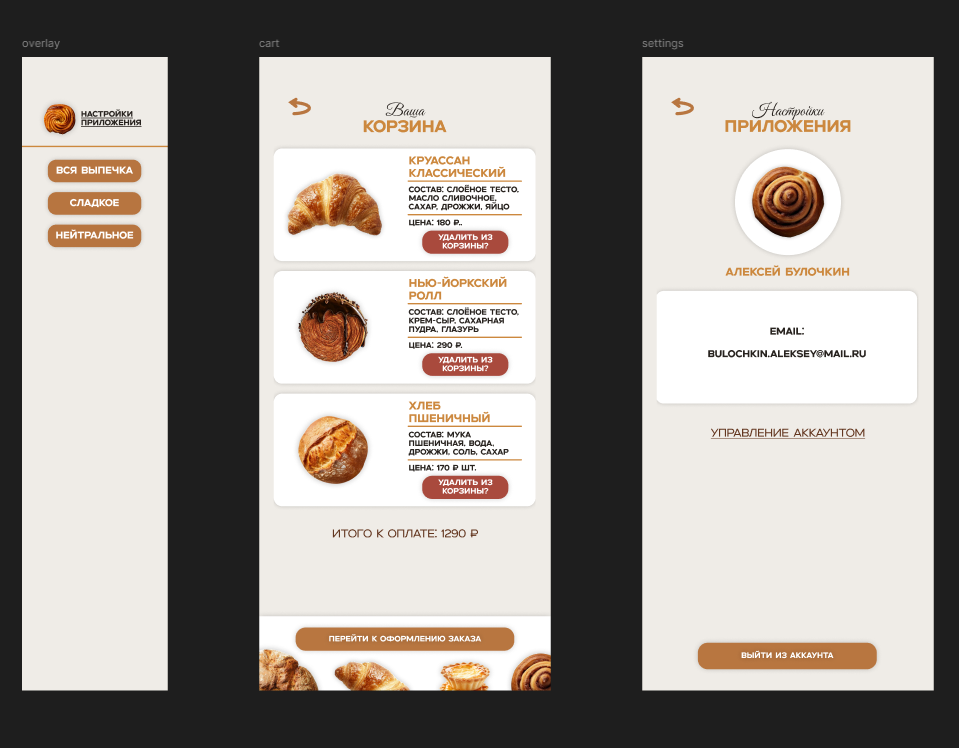 overlay
НАСТРОЙКИ
ПРИЛОЖЕНИЯ
ВСЯ ВЫПЕЧКА
СЛАДКОЕ
НЕЙТРАЛЬНОЕ
cart
Ваша
КОРЗИНА
КРУАССАН
КЛАССИЧЕСКИЙ
СОСТАВ: СЛОЁНОЕ ТЕСТО,
МАСЛО СЛИВОЧНОЕ,
САХАР, ДРОЖЖИ, ЯЙЦО
ЦЕНА: 180 ₽.
УДАЛИТЬ ИЗ
КОРЗИНЫ?
НЬЮ-ЙОРКСКИЙ
РОЛЛ
СОСТАВ: СЛОЁНОЕ ТЕСТО,
КРЕМ-СЫР, САХАРНАЯ
ПУДРА, ГЛАЗУРЬ
ЦЕНА: 290 ₽.
УДАЛИТЬ ИЗ
КОРЗИНЫ?
ХЛЕБ
ПШЕНИЧНЫЙ
СОСТАВ: МУКА
ПШЕНИЧНАЯ, ВОДА,
ДРОЖЖИ, СОЛЬ, САХАР
ЦЕНА: 170 ₽ ШТ.
УДАЛИТЬ ИЗ
КОРЗИНЫ?
ИТОГО К ОПЛАТЕ: 1290 ₽
ПЕРЕЙТИ К ОФОРМЛЕНИЮ ЗАКАЗА
settings
Настройки
ПРИЛОЖЕНИЯ
АЛЕКСЕЙ БУЛОЧКИН
EMAIL:
BULOCHKIN.ALEKSEY@MAIL.RU
УПРАВЛЕНИЕ АККАУНТОМ
ВЫЙТИ ИЗ АККАУНТА